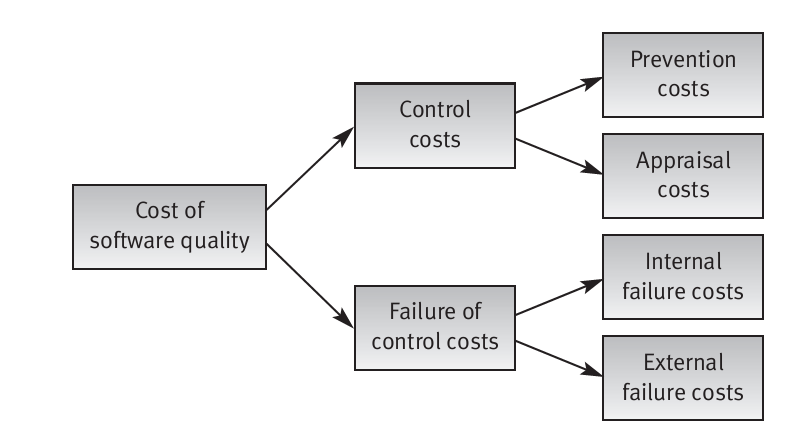 Cost of
software quality
Control
costs
Failure of
control costs
Prevention
costs
Appraisal
costs
Internal
failure costs
External
failure costs